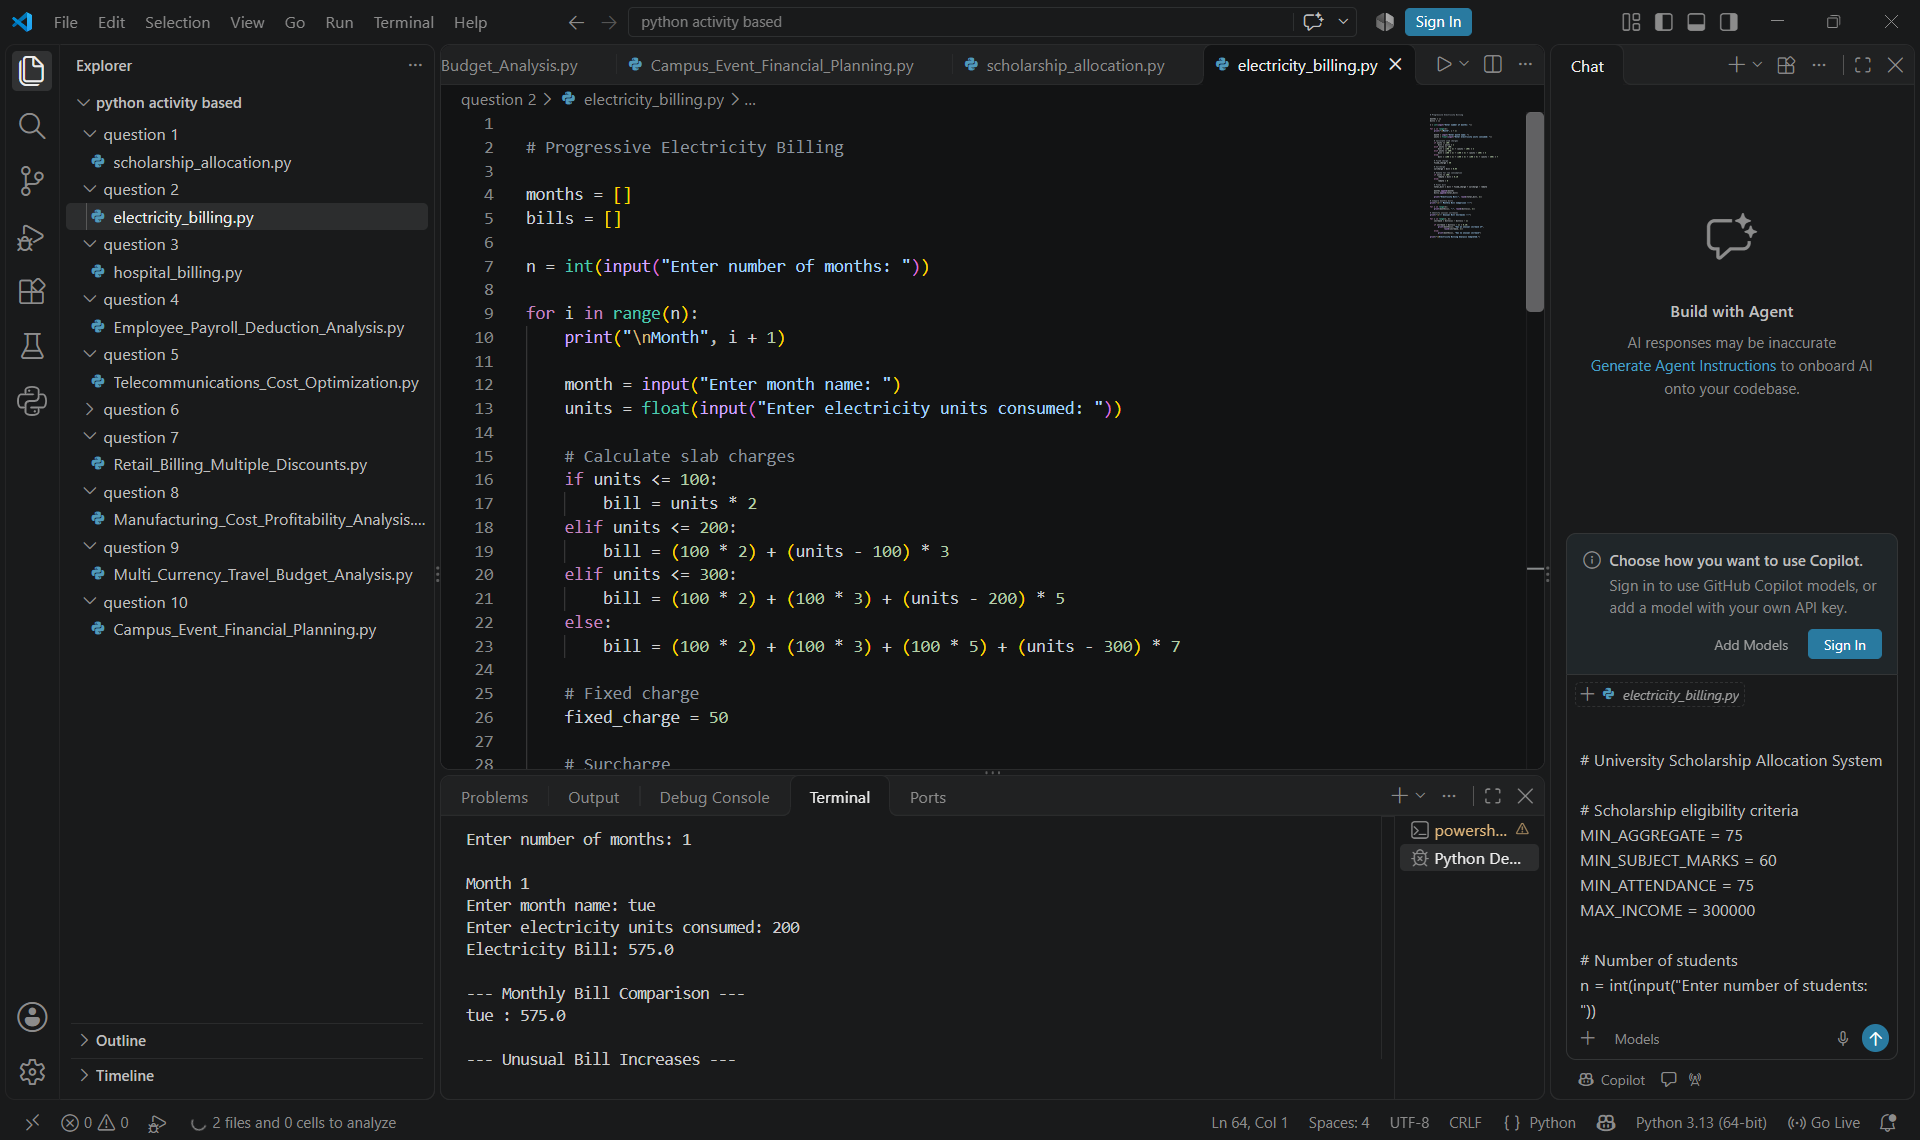 File Edit Selection View Go Run Terminal Help
python activity based
Sign In
Explorer
python activity based
question 1
scholarship_allocation.py
question 2
electricity_billing.py
question 3
hospital_billing.py
question 4
Employee_Payroll_Deduction_Analysis.py
question 5
Telecommunications_Cost_Optimization.py
question 6
question 7
Retail_Billing_Multiple_Discounts.py
question 8
Manufacturing_Cost_Profitability_Analysis....
question 9
Multi_Currency_Travel_Budget_Analysis.py
question 10
Campus_Event_Financial_Planning.py
Outline
Timeline
Budget_Analysis.py Campus_Event_Financial_Planning.py scholarship_allocation.py electricity_billing.py
question 2 > electricity_billing.py > ...
1
2 # Progressive Electricity Billing
3
4 months = []
5 bills = []
6
7 n = int(input("Enter number of months: "))
8
9 for i in range(n):
10 print("\nMonth", i + 1)
11
12 month = input("Enter month name: ")
13 units = float(input("Enter electricity units consumed: "))
14
15 # Calculate slab charges
16 if units <= 100:
17 bill = units * 2
18 elif units <= 200:
19 bill = (100 * 2) + (units - 100) * 3
20 elif units <= 300:
21 bill = (100 * 2) + (100 * 3) + (units - 200) * 5
22 else:
23 bill = (100 * 2) + (100 * 3) + (100 * 5) + (units - 300) * 7
24
25 # Fixed charge
26 fixed_charge = 50
27
28 # Surcharge
Problems Output Debug Console Terminal Ports
Enter number of months: 1
Month 1
Enter month name: tue
Enter electricity units consumed: 200
Electricity Bill: 575.0
--- Monthly Bill Comparison ---
tue : 575.0
--- Unusual Bill Increases ---
powersh...
Python De...
Chat
Build with Agent
AI responses may be inaccurate
Generate Agent Instructions to onboard AI
onto your codebase.
Choose how you want to use Copilot.
Sign in to use GitHub Copilot models, or
add a model with your own API key.
Add Models Sign In
electricity_billing.py
# University Scholarship Allocation System
# Scholarship eligibility criteria
MIN_AGGREGATE = 75
MIN_SUBJECT_MARKS = 60
MIN_ATTENDANCE = 75
MAX_INCOME = 300000
# Number of students
n = int(input("Enter number of students:
"))
Models
Copilot
0 0 2 files and 0 cells to analyze
Ln 64, Col 1 Spaces: 4 UTF-8 CRLF { } Python Python 3.13 (64-bit) Go Live